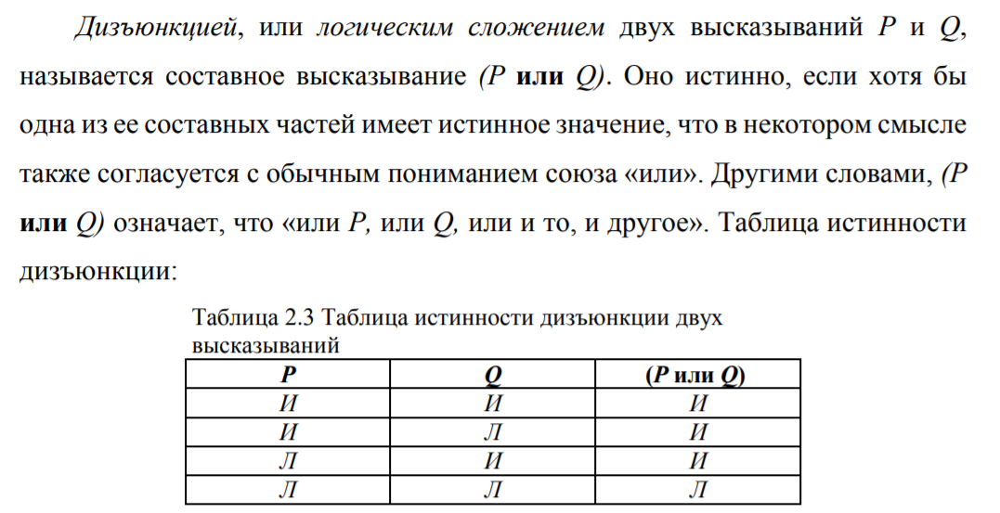 Дизъюнкцией, или логическим сложением двух высказываний P и Q,
называется составное высказывание (P или Q). Оно истинно, если хотя бы
одна из ее составных частей имеет истинное значение, что в некотором смысле
также согласуется с обычным пониманием союза «или». Другими словами, (P
или Q) означает, что «или P, или Q, или и то, и другое». Таблица истинности
дизъюнкции:
Таблица 2.3 Таблица истинности дизъюнкции двух
высказываний
P Q (P или Q)
И И И
И Л И
Л И И
Л Л Л